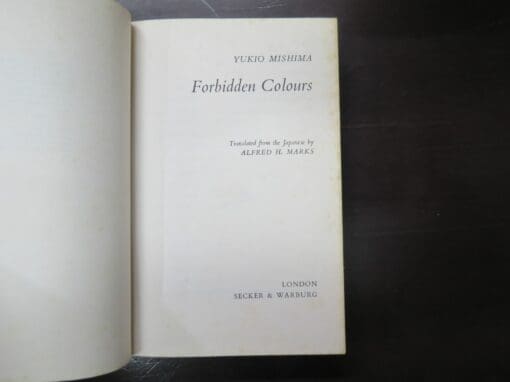 YUKIO MISHIMA
Forbidden Colours
Translated from the Japanese by
ALFRED H. MARKS
LONDON
SECKER & WARBURG